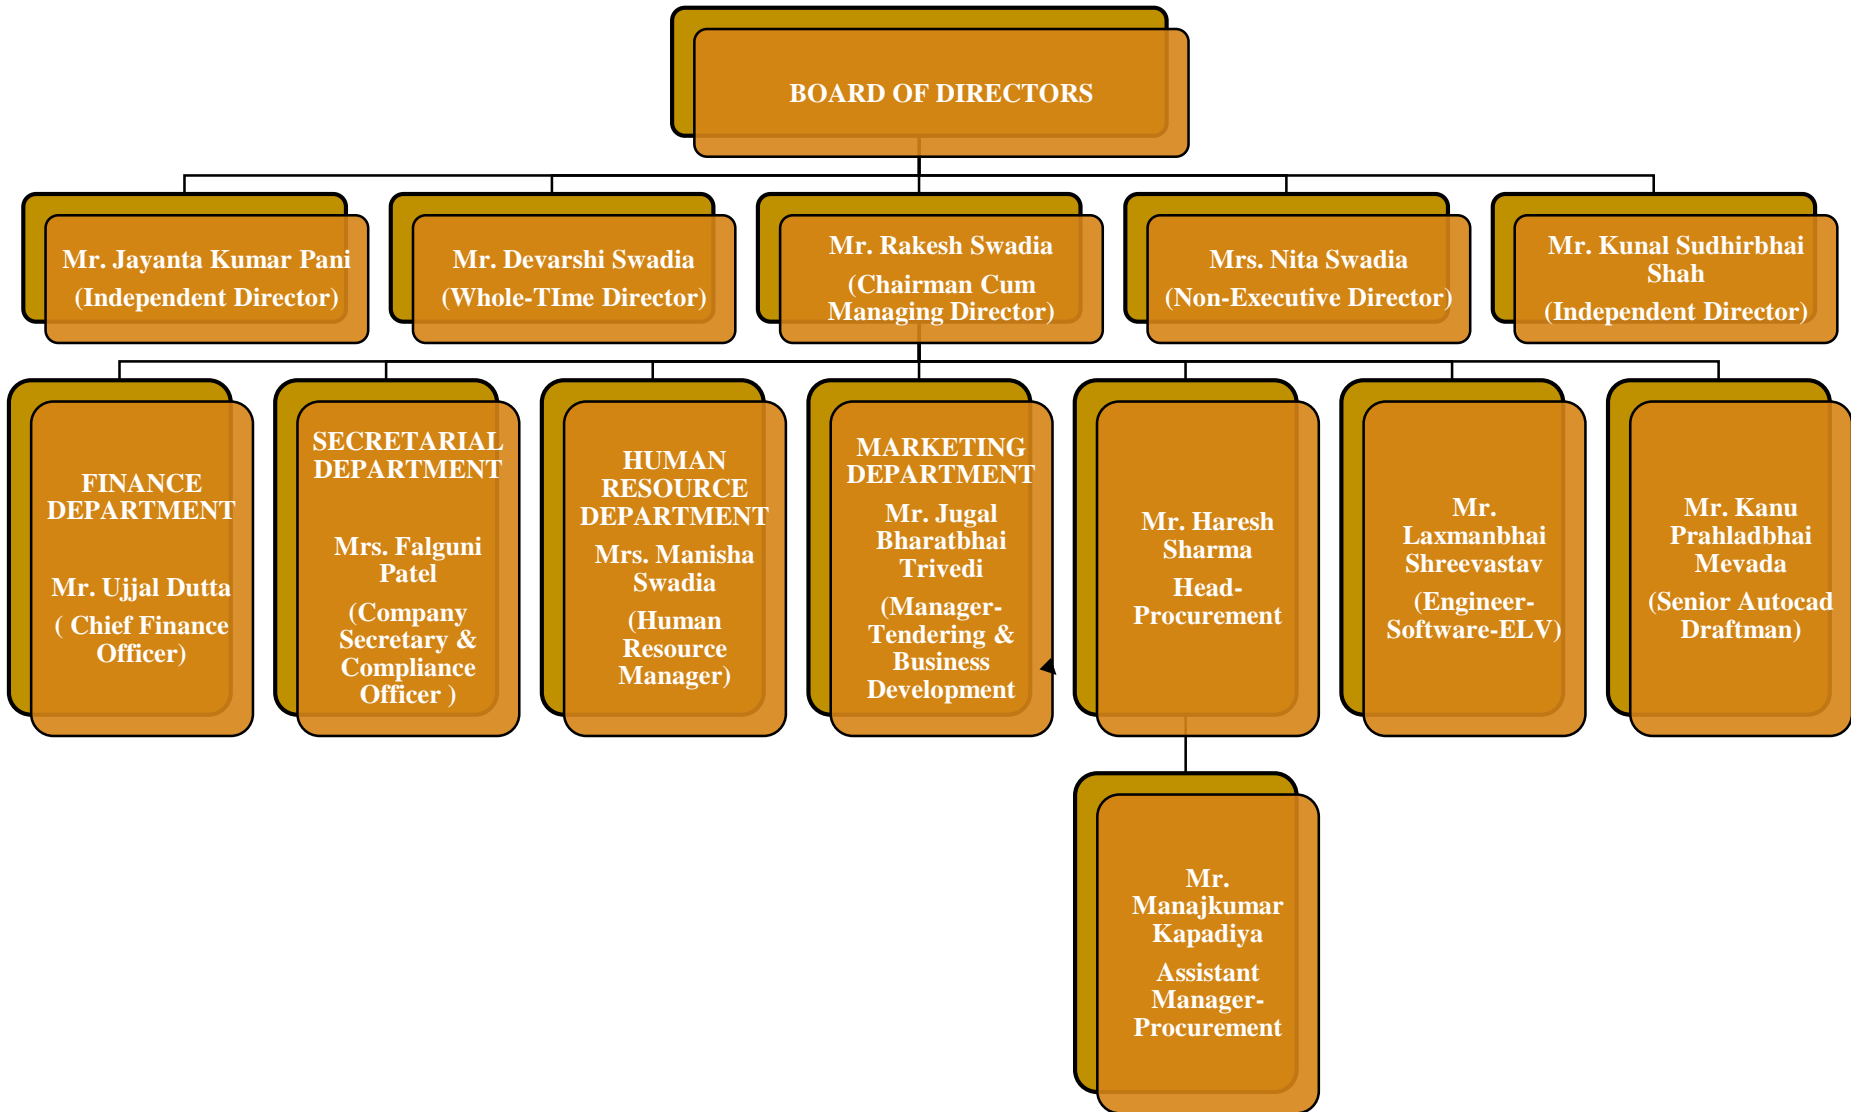 BOARD OF DIRECTORS
Mr. Jayanta Kumar Pani
(Independent Director)
Mr. Devarshi Swadia
(Whole-TIme Director)
Mr. Rakesh Swadia
(Chairman Cum
Managing Director)
Mrs. Nita Swadia
(Non-Executive Director)
Mr. Kunal Sudhirbhai
Shah
(Independent Director)
FINANCE
DEPARTMENT
Mr. Ujjal Dutta
( Chief Finance
Officer)
SECRETARIAL
DEPARTMENT
Mrs. Falguni
Patel
(Company
Secretary &
Compliance
Officer )
HUMAN
RESOURCE
DEPARTMENT
Mrs. Manisha
Swadia
(Human
Resource
Manager)
MARKETING
DEPARTMENT
Mr. Jugal
Bharatbhai
Trivedi
(Manager-
Tendering &
Business
Development
Mr. Haresh
Sharma
Head-
Procurement
Mr.
Laxmanbhai
Shreevastav
(Engineer-
Software-ELV)
Mr. Kanu
Prahladbhai
Mevada
(Senior Autocad
Draftman)
Mr.
Manajkumar
Kapadiya
Assistant
Manager-
Procurement